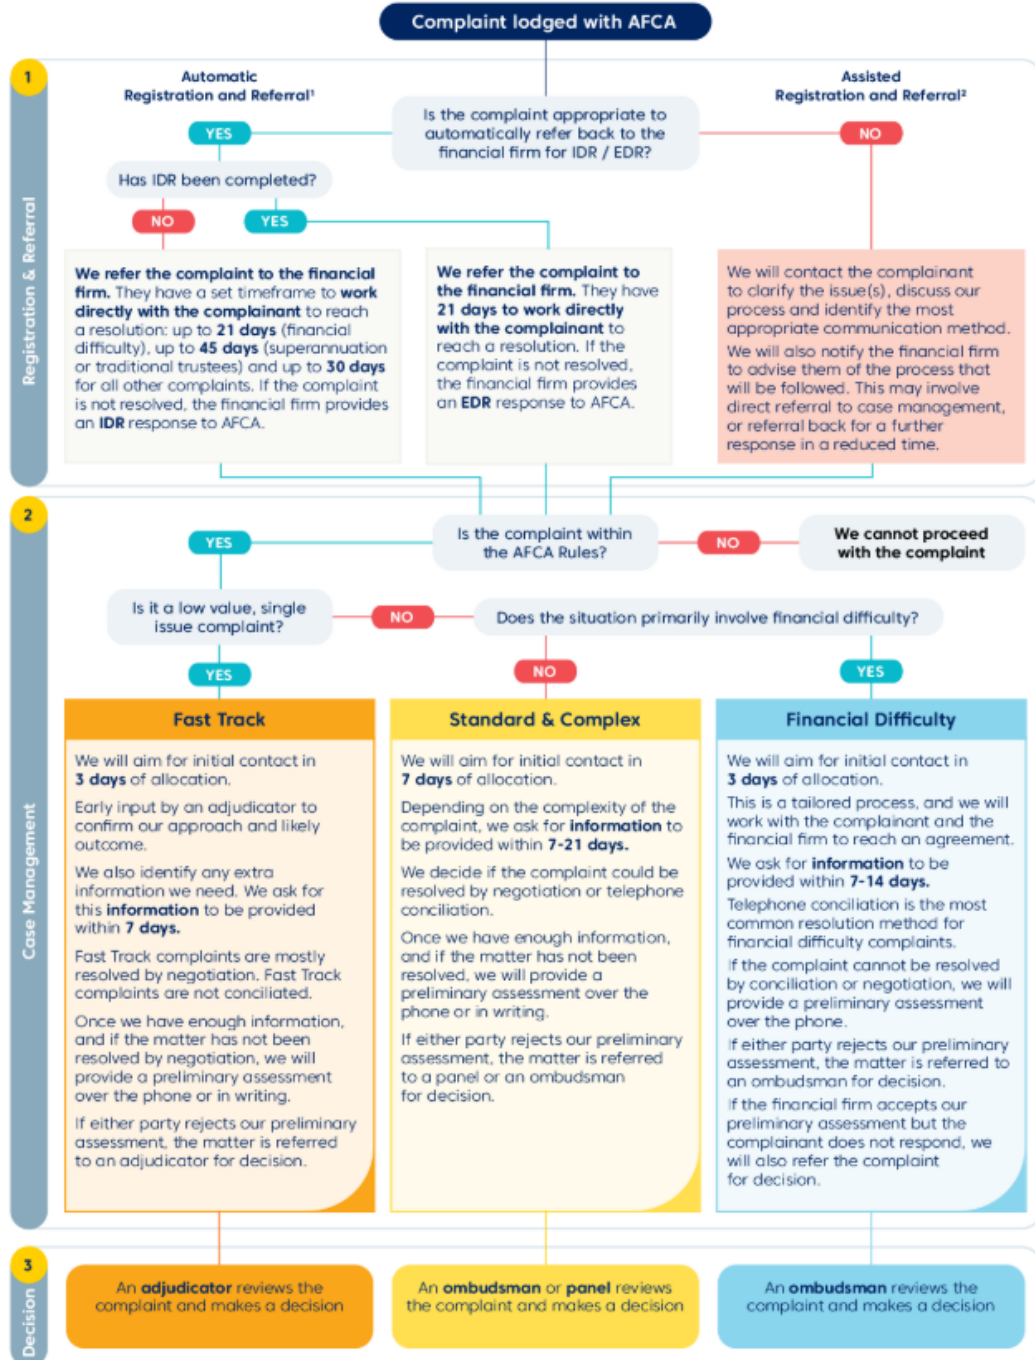 Complaint lodged with AFCA
1
Registration & Referral
Automatic
Registration and Referral¹
Assisted
Registration and Referral²
Is the complaint appropriate to
automatically refer back to the
financial firm for IDR / EDR?
YES
NO
Has IDR been completed?
NO
YES
We refer the complaint to the financial
firm. They have a set timeframe to work
directly with the complainant to reach
a resolution: up to 21 days (financial
difficulty), up to 45 days (superannuation
or traditional trustees) and up to 30 days
for all other complaints. If the complaint
is not resolved, the financial firm provides
an IDR response to AFCA.
We refer the complaint to
the financial firm. They have
21 days to work directly
with the complainant to
reach a resolution. If the
complaint is not resolved,
the financial firm provides
an EDR response to AFCA.
We will contact the complainant
to clarify the issue(s), discuss our
process and identify the most
appropriate communication method.
We will also notify the financial firm
to advise them of the process that
will be followed. This may involve
direct referral to case management,
or referral back for a further
response in a reduced time.
2
Case Management
Is the complaint within
the AFCA Rules?
YES
NO
We cannot proceed
with the complaint
Is it a low value, single
issue complaint?
NO
Does the situation primarily involve financial difficulty?
YES
NO
YES
Fast Track
We will aim for initial contact in
3 days of allocation.
Early input by an adjudicator to
confirm our approach and likely
outcome.
We also identify any extra
information we need. We ask for
this information to be provided
within 7 days.
Fast Track complaints are mostly
resolved by negotiation. Fast Track
complaints are not conciliated.
Once we have enough information,
and if the matter has not been
resolved by negotiation, we will
provide a preliminary assessment
over the phone or in writing.
If either party rejects our preliminary
assessment, the matter is referred
to an adjudicator for decision.
Standard & Complex
We will aim for initial contact in
7 days of allocation.
Depending on the complexity of the
complaint, we ask for information to
be provided within 7-21 days.
We decide if the complaint could be
resolved by negotiation or telephone
conciliation.
Once we have enough information,
and if the matter has not been
resolved, we will provide a
preliminary assessment over the
phone or in writing.
If either party rejects our preliminary
assessment, the matter is referred
to a panel or an ombudsman
for decision.
Financial Difficulty
We will aim for initial contact in
3 days of allocation.
This is a tailored process, and we will
work with the complainant and the
financial firm to reach an agreement.
We ask for information to be
provided within 7-14 days.
Telephone conciliation is the most
common resolution method for
financial difficulty complaints.
If the complaint cannot be resolved
by conciliation or negotiation, we will
provide a preliminary assessment
over the phone.
If either party rejects our preliminary
assessment, the matter is referred to
an ombudsman for decision.
If the financial firm accepts our
preliminary assessment but the
complainant does not respond, we
will also refer the complaint
for decision.
3
Decision
An adjudicator reviews the
complaint and makes a decision
An ombudsman or panel reviews
the complaint and makes a decision
An ombudsman reviews the
complaint and makes a decision